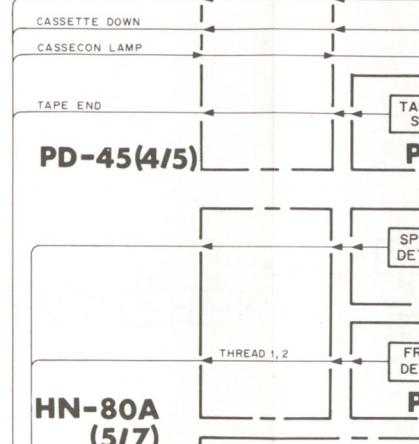 CASSETTE DOWN
CASSECON LAMP
TAPE END
PD-45(4/5)
THREAD 1, 2
HN-80A
(5/7)